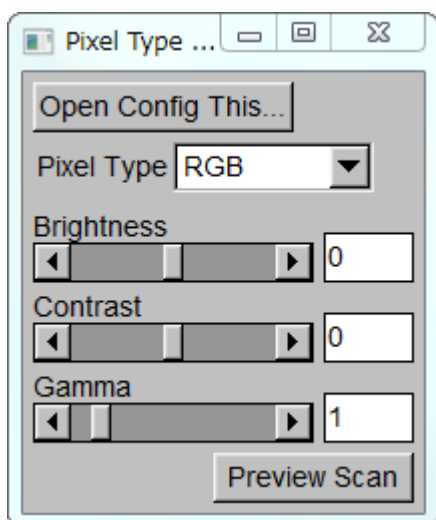 Pixel Type ...
Open Config This...
Pixel Type RGB
Brightness
0
Contrast
0
Gamma
1
Preview Scan